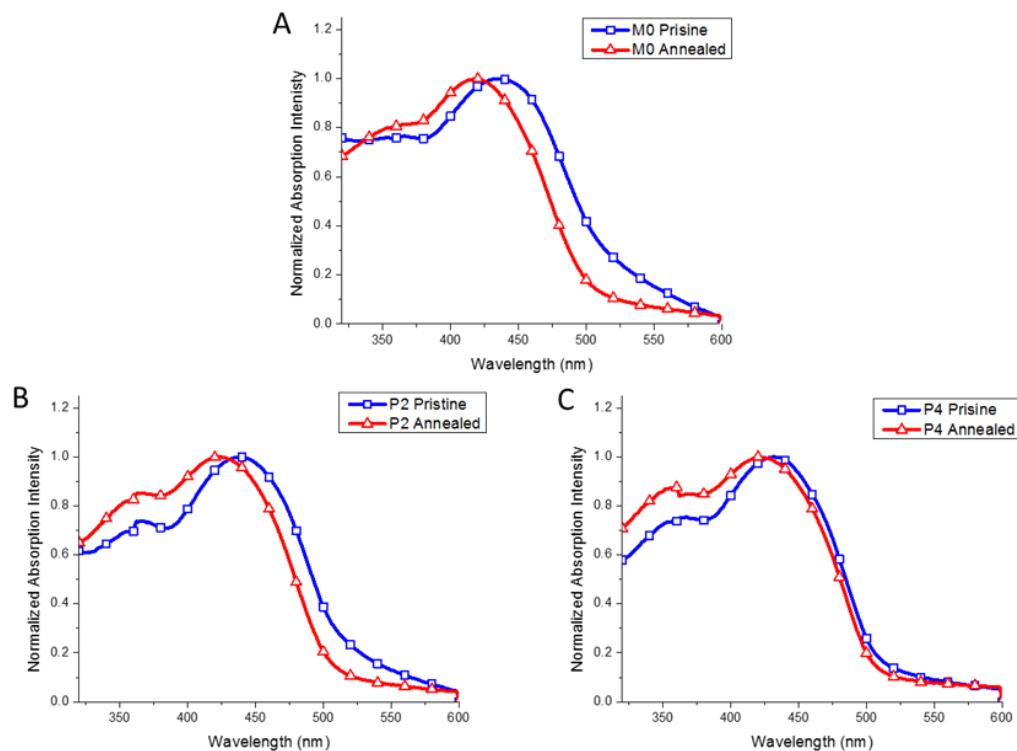 A
M0 Prisine
M0 Annealed
1.2
1.0
0.8
0.6
0.4
0.2
0.0
Normalized Absorption Intenisty
350 400 450 500 550 600
Wavelength (nm)
B
P2 Pristine
P2 Annealed
1.2
1.0
0.8
0.6
0.4
0.2
0.0
Normalized Absorption Intensity
350 400 450 500 550 600
Wavelength (nm)
C
P4 Prisine
P4 Annealed
1.2
1.0
0.8
0.6
0.4
0.2
0.0
Normalized Absorption Intensity
350 400 450 500 550 600
Wavelength (nm)